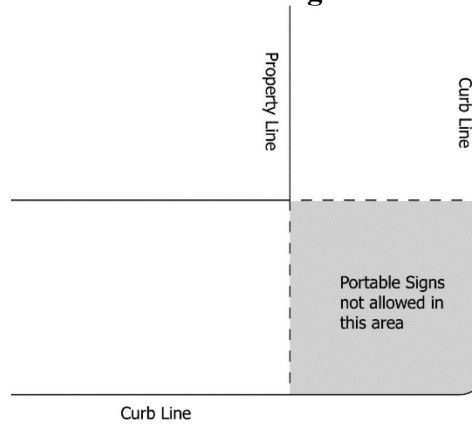 Property Line
Curb Line
Portable Signs
not allowed in
this area
Curb Line